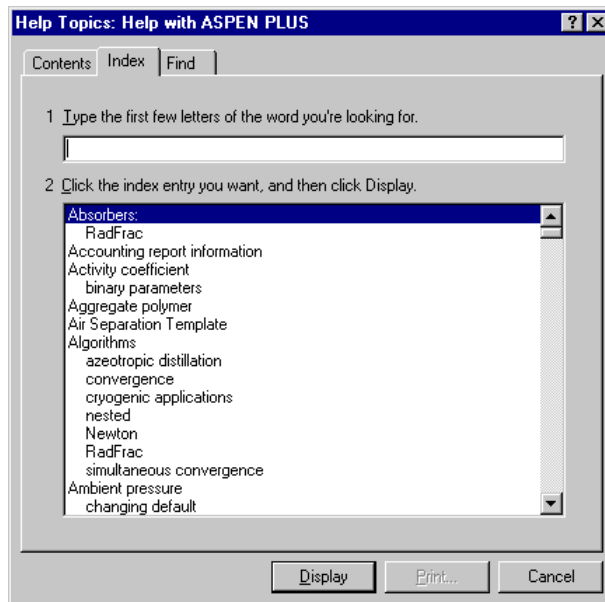 Help Topics: Help with ASPEN PLUS
Contents Index Find
1 Type the first few letters of the word you're looking for.
2 Click the index entry you want, and then click Display.
Absorbers:
RadFrac
Accounting report information
Activity coefficient
binary parameters
Aggregate polymer
Air Separation Template
Algorithms
azeotropic distillation
convergence
cryogenic applications
nested
Newton
RadFrac
simultaneous convergence
Ambient pressure
changing default
Display Print... Cancel